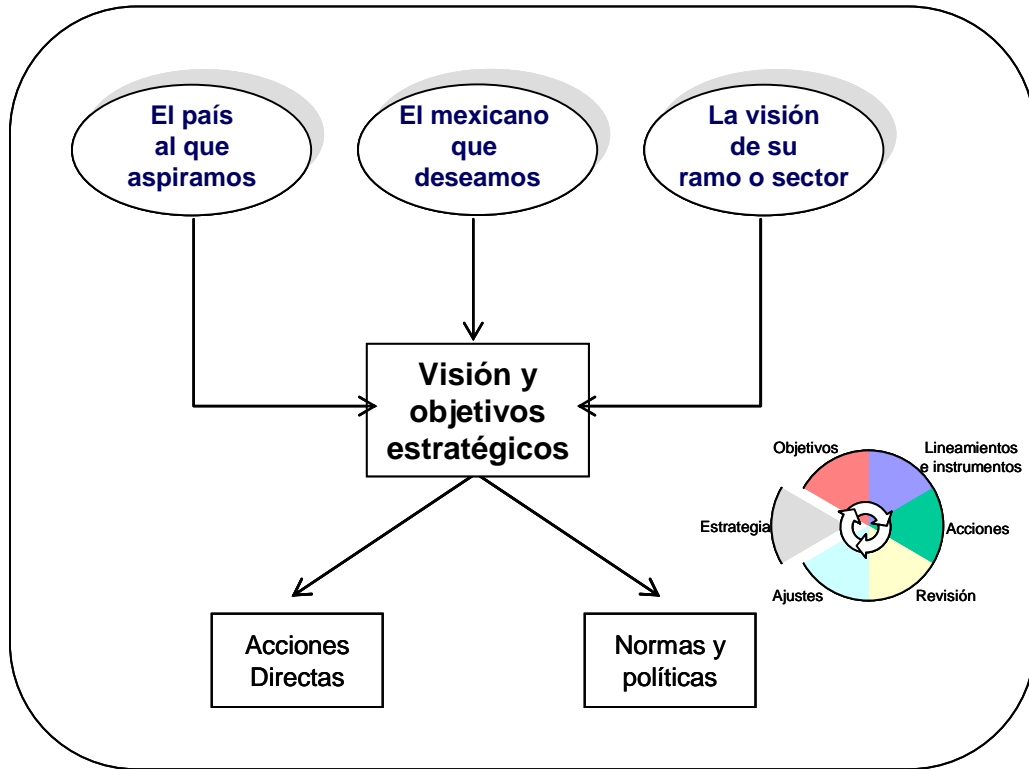 El país
al que
aspiramos
El mexicano
que
deseamos
La visión
de su
ramo o sector
Visión y
objetivos
estratégicos
Objetivos
Lineamientos
e instrumentos
Estrategia
Acciones
Ajustes
Revisión
Acciones
Directas
Normas y
políticas